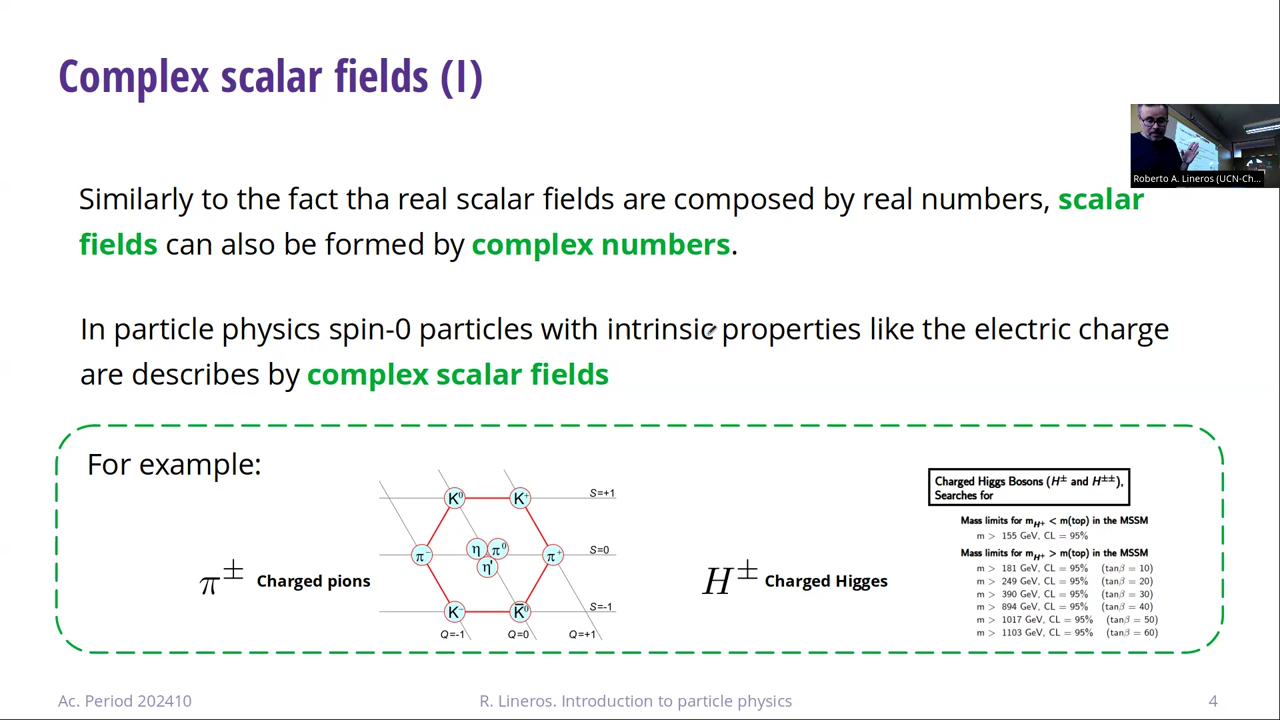 Complex scalar fields (I)
Roberto A. Lineros (UCN-Ch...
Similarly to the fact tha real scalar fields are composed by real numbers, scalar
fields can also be formed by complex numbers.
In particle physics spin-0 particles with intrinsic properties like the electric charge
are describes by complex scalar fields
For example:
π± Charged pions
K⁰ K⁺ S=+1
π⁻ η π⁰ η' π⁺ S=0
K⁻ K̅⁰ S=-1
Q=-1 Q=0 Q=+1
H± Charged Higges
Charged Higgs Bosons (H± and H±±),
Searches for
Mass limits for m_H⁺ < m(top) in the MSSM
m > 155 GeV, CL = 95%
Mass limits for m_H⁺ > m(top) in the MSSM
m > 181 GeV, CL = 95% (tanβ = 10)
m > 249 GeV, CL = 95% (tanβ = 20)
m > 390 GeV, CL = 95% (tanβ = 30)
m > 894 GeV, CL = 95% (tanβ = 40)
m > 1017 GeV, CL = 95% (tanβ = 50)
m > 1103 GeV, CL = 95% (tanβ = 60)
Ac. Period 202410
R. Lineros. Introduction to particle physics
4